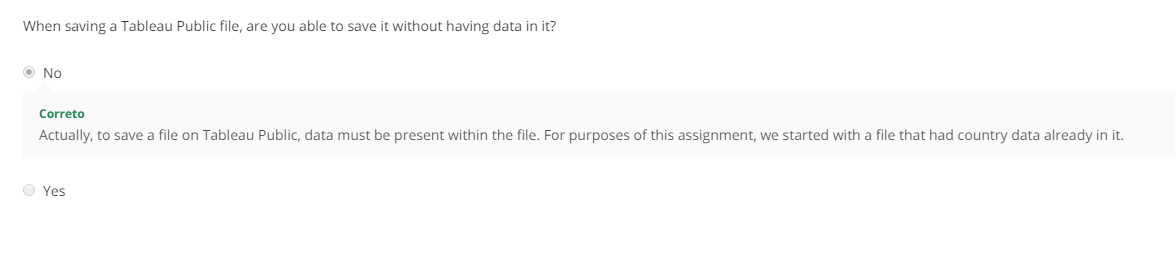 When saving a Tableau Public file, are you able to save it without having data in it?
No
Correto
Actually, to save a file on Tableau Public, data must be present within the file. For purposes of this assignment, we started with a file that had country data already in it.
Yes